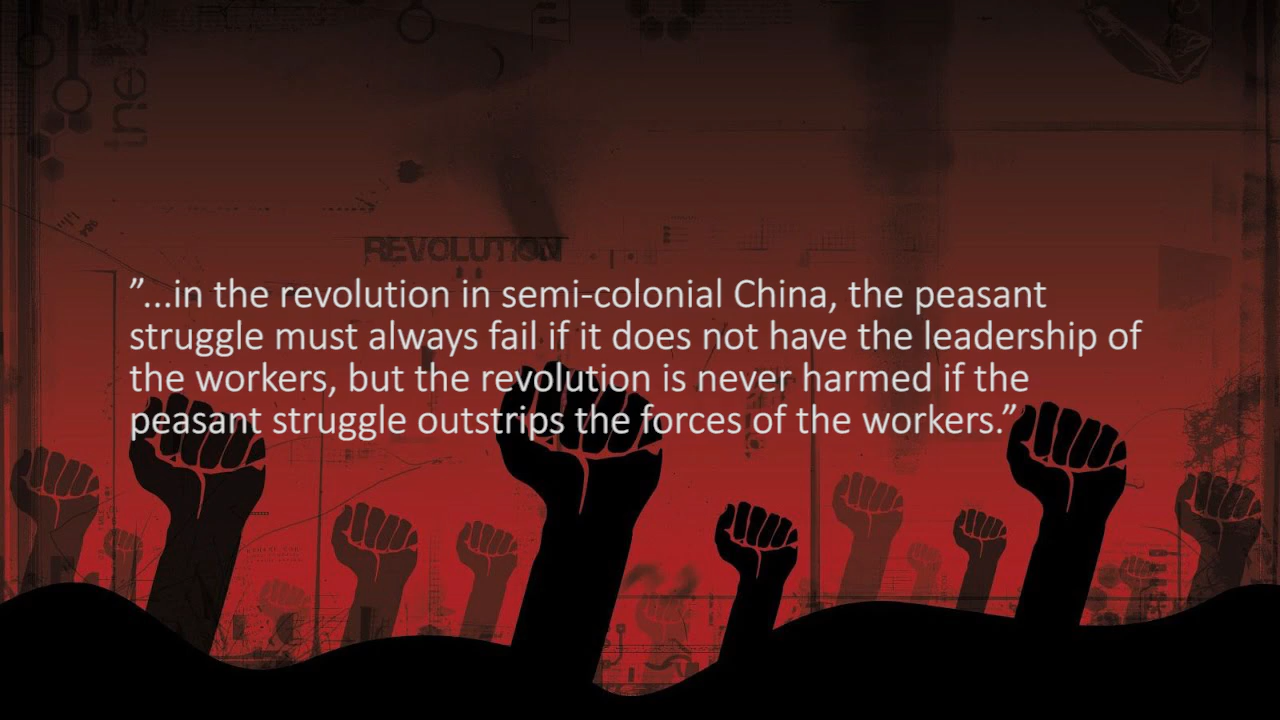 REVOLUTION
”...in the revolution in semi-colonial China, the peasant
struggle must always fail if it does not have the leadership of
the workers, but the revolution is never harmed if the
peasant struggle outstrips the forces of the workers.”